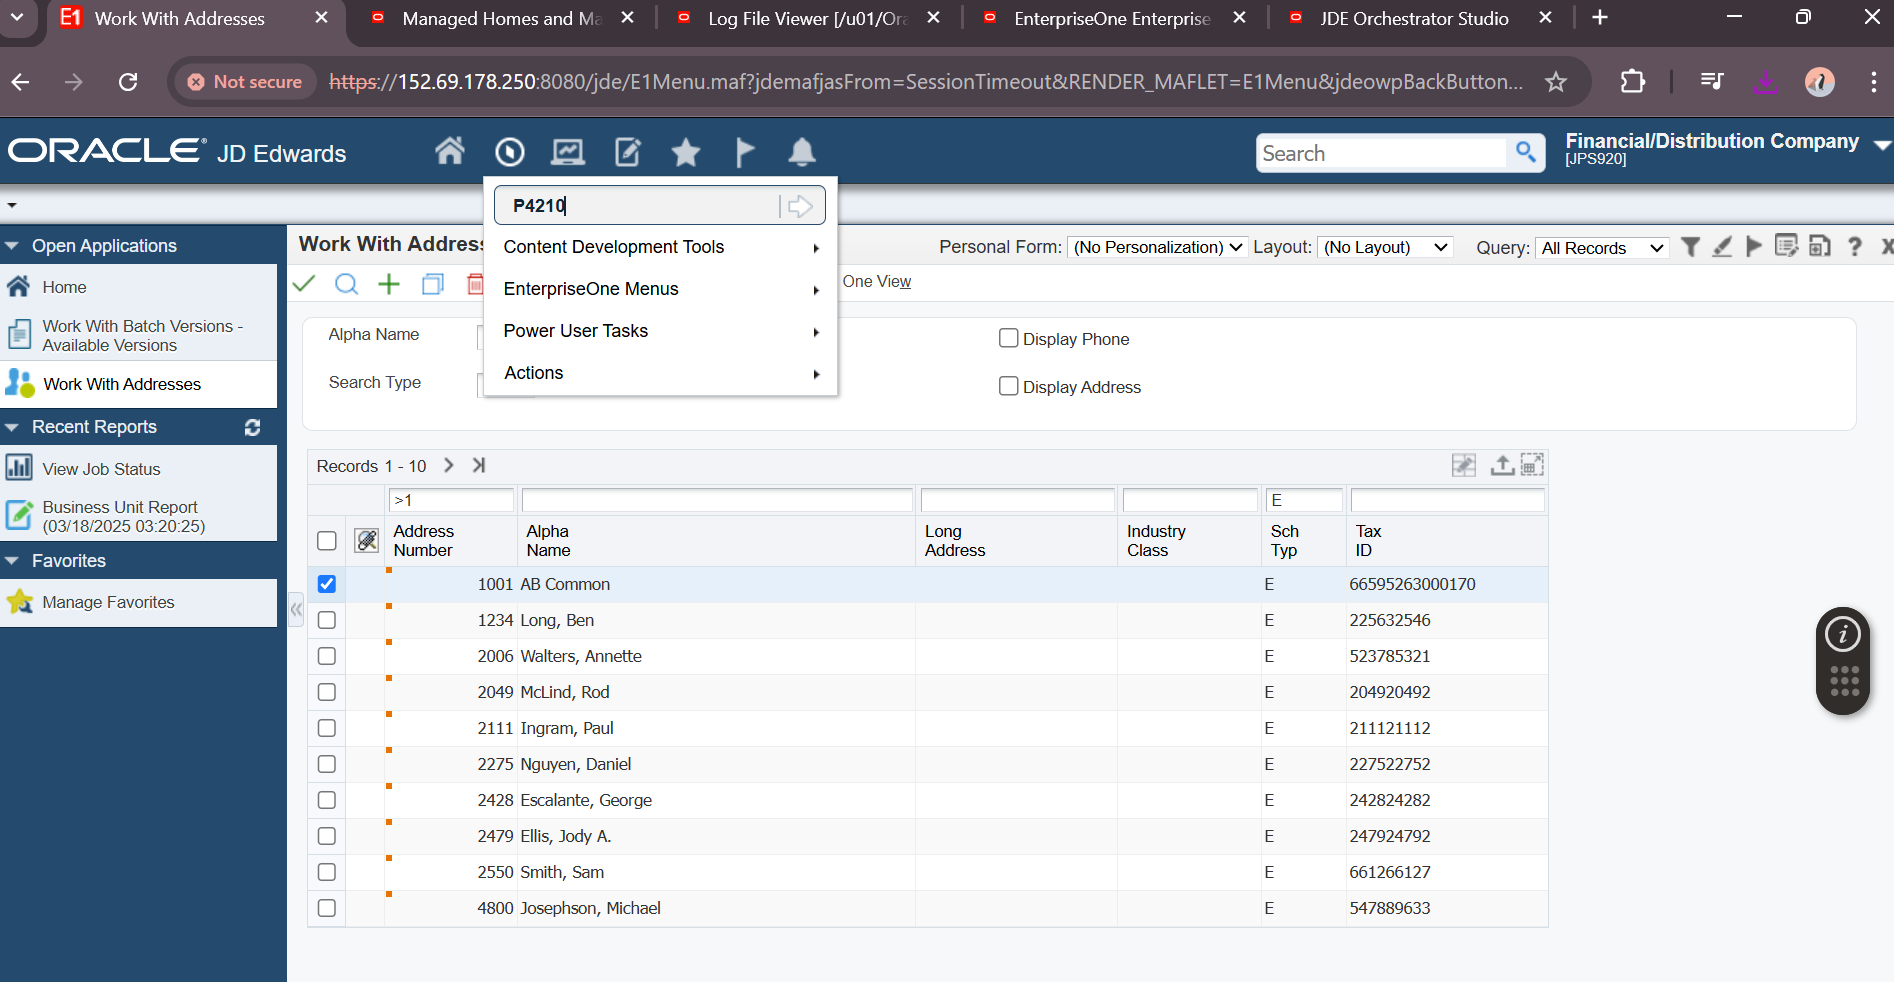 Work With Addresses
Managed Homes and Ma
Log File Viewer [/u01/Ora
EnterpriseOne Enterprise
JDE Orchestrator Studio
Not secure
https://152.69.178.250:8080/jde/E1Menu.maf?jdemafjasFrom=SessionTimeout&RENDER_MAFLET=E1Menu&jdeowpBackButton...
ORACLE® JD Edwards
Search
Financial/Distribution Company
[JPS920]
P4210
Content Development Tools
EnterpriseOne Menus
Power User Tasks
Actions
Open Applications
Home
Work With Batch Versions -
Available Versions
Work With Addresses
Recent Reports
View Job Status
Business Unit Report
(03/18/2025 03:20:25)
Favorites
Manage Favorites
Work With Address
Personal Form: (No Personalization) Layout: (No Layout) Query: All Records
One View
Alpha Name
Search Type
Display Phone
Display Address
Records 1 - 10
>1 E
Address Number Alpha Name Long Address Industry Class Sch Typ Tax ID
1001 AB Common E 66595263000170
1234 Long, Ben E 225632546
2006 Walters, Annette E 523785321
2049 McLind, Rod E 204920492
2111 Ingram, Paul E 211121112
2275 Nguyen, Daniel E 227522752
2428 Escalante, George E 242824282
2479 Ellis, Jody A. E 247924792
2550 Smith, Sam E 661266127
4800 Josephson, Michael E 547889633